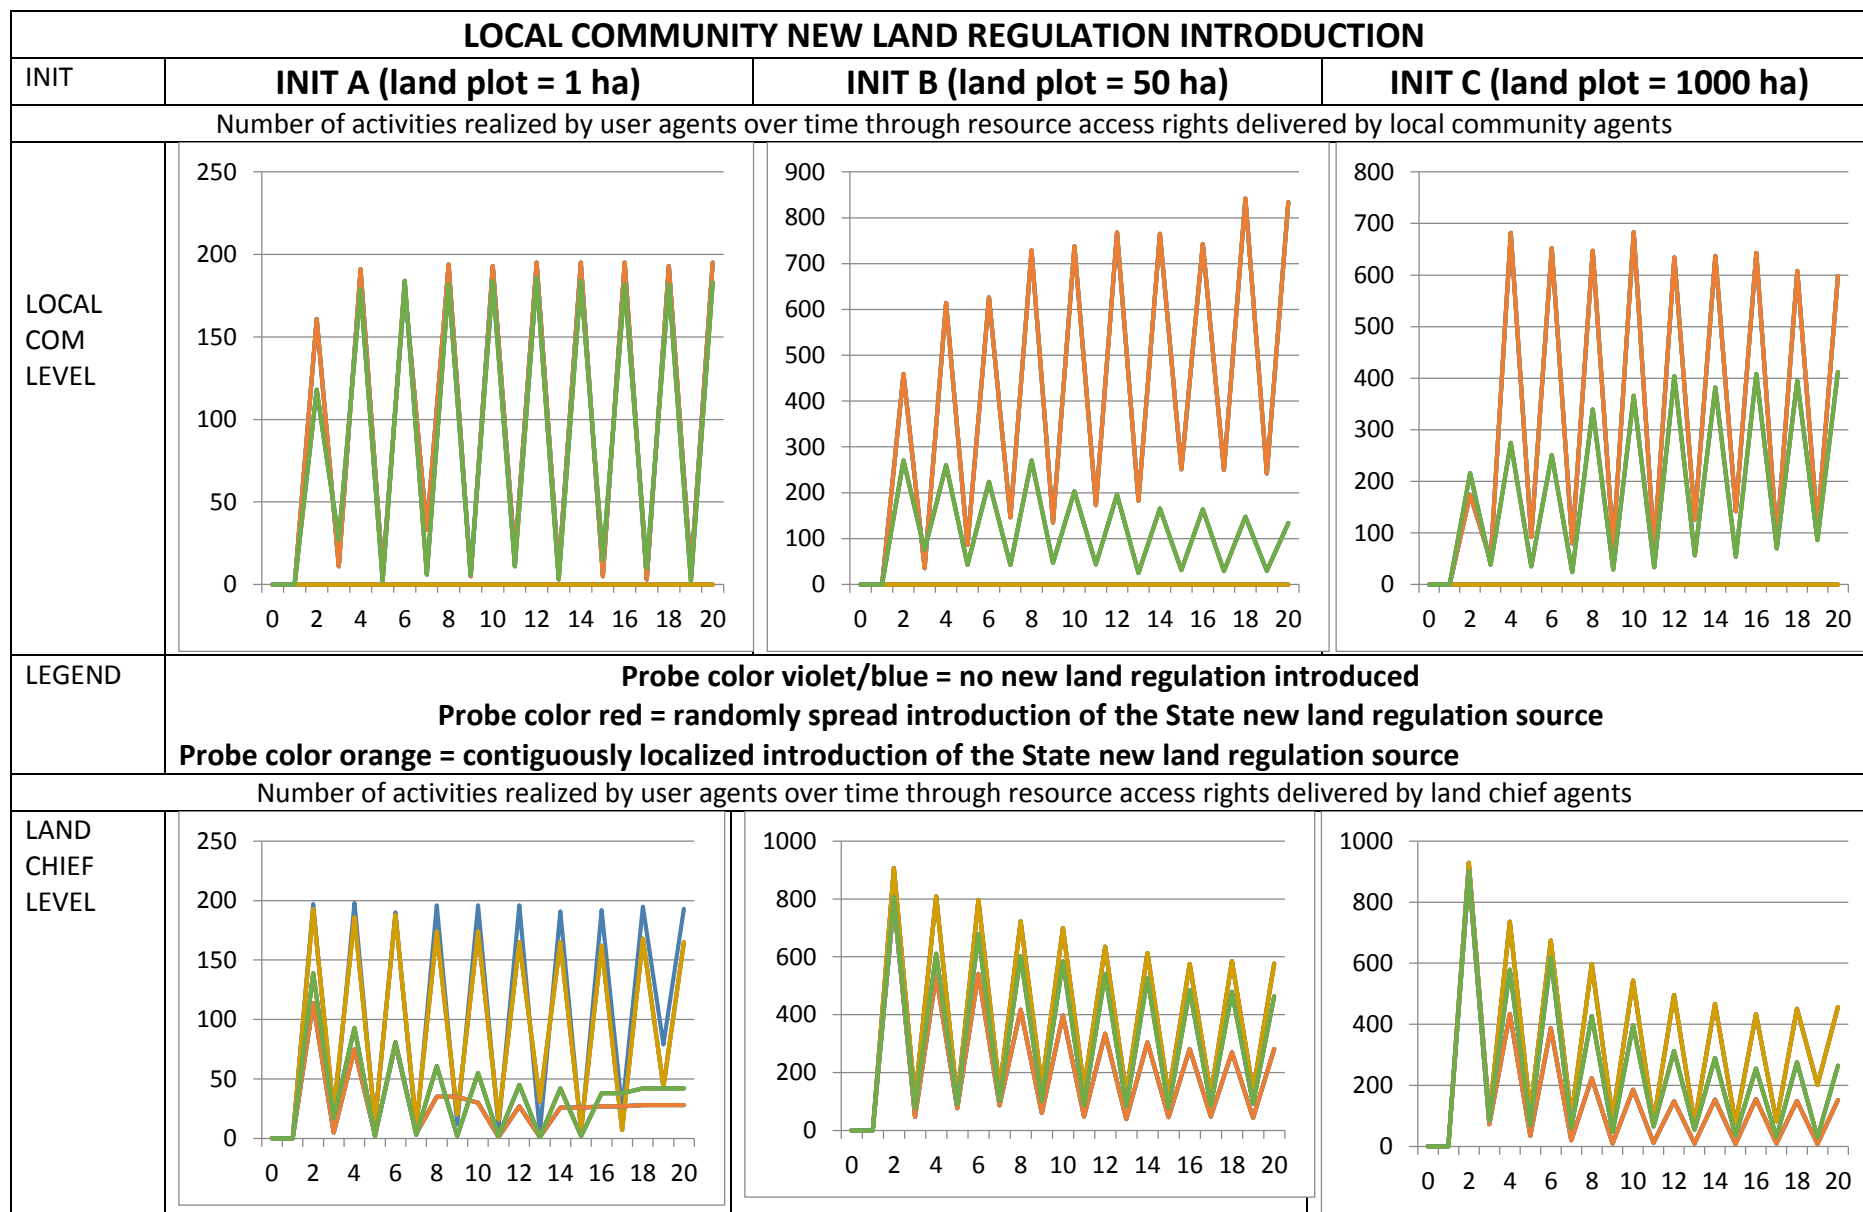 LOCAL COMMUNITY NEW LAND REGULATION INTRODUCTION
INIT
INIT A (land plot = 1 ha)
INIT B (land plot = 50 ha)
INIT C (land plot = 1000 ha)
Number of activities realized by user agents over time through resource access rights delivered by local community agents
LOCAL
COM
LEVEL
250
200
150
100
50
0
0 2 4 6 8 10 12 14 16 18 20
900
800
700
600
500
400
300
200
100
0
0 2 4 6 8 10 12 14 16 18 20
800
700
600
500
400
300
200
100
0
0 2 4 6 8 10 12 14 16 18 20
LEGEND
Probe color violet/blue = no new land regulation introduced
Probe color red = randomly spread introduction of the State new land regulation source
Probe color orange = contiguously localized introduction of the State new land regulation source
Number of activities realized by user agents over time through resource access rights delivered by land chief agents
LAND
CHIEF
LEVEL
250
200
150
100
50
0
0 2 4 6 8 10 12 14 16 18 20
1000
800
600
400
200
0
0 2 4 6 8 10 12 14 16 18 20
1000
800
600
400
200
0
0 2 4 6 8 10 12 14 16 18 20